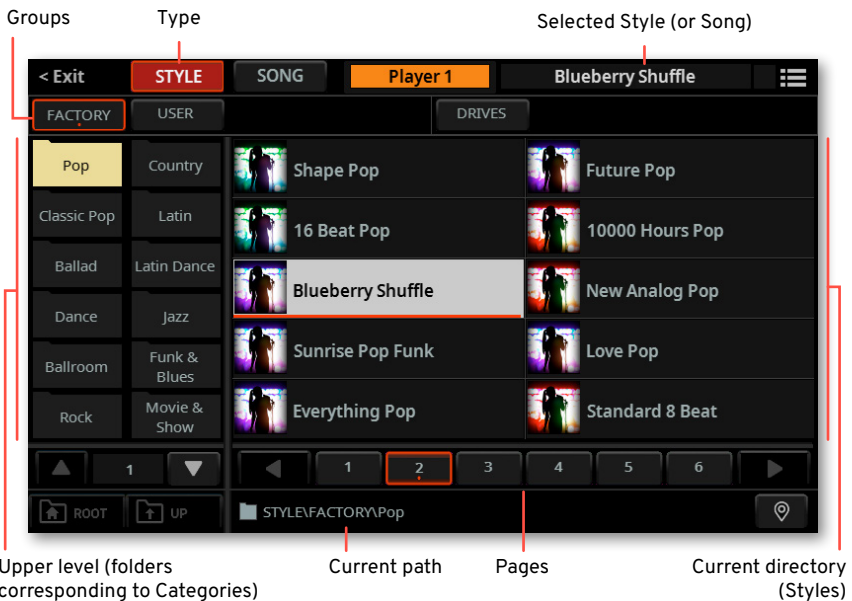 Groups
Type
Selected Style (or Song)
< Exit
STYLE
SONG
Player 1
Blueberry Shuffle
FACTORY
USER
DRIVES
Pop
Country
Shape Pop
Future Pop
Classic Pop
Latin
16 Beat Pop
10000 Hours Pop
Ballad
Latin Dance
Blueberry Shuffle
New Analog Pop
Dance
Jazz
Sunrise Pop Funk
Love Pop
Ballroom
Funk &
Blues
Everything Pop
Standard 8 Beat
Rock
Movie &
Show
1
1
2
3
4
5
6
ROOT
UP
STYLE\FACTORY\Pop
Upper level (folders
corresponding to Categories)
Current path
Pages
Current directory
(Styles)